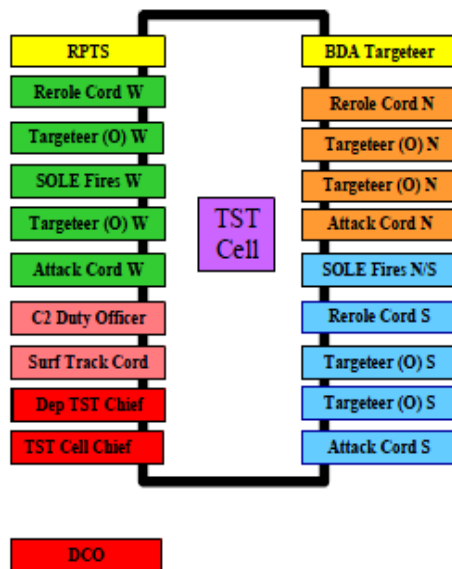 RPTS
Rerole Cord W
Targeteer (O) W
SOLE Fires W
Targeteer (O) W
Attack Cord W
C2 Duty Officer
Surf Track Cord
Dep TST Chief
TST Cell Chief
DCO
TST
Cell
BDA Targeteer
Rerole Cord N
Targeteer (O) N
Targeteer (O) N
Attack Cord N
SOLE Fires N/S
Rerole Cord S
Targeteer (O) S
Targeteer (O) S
Attack Cord S